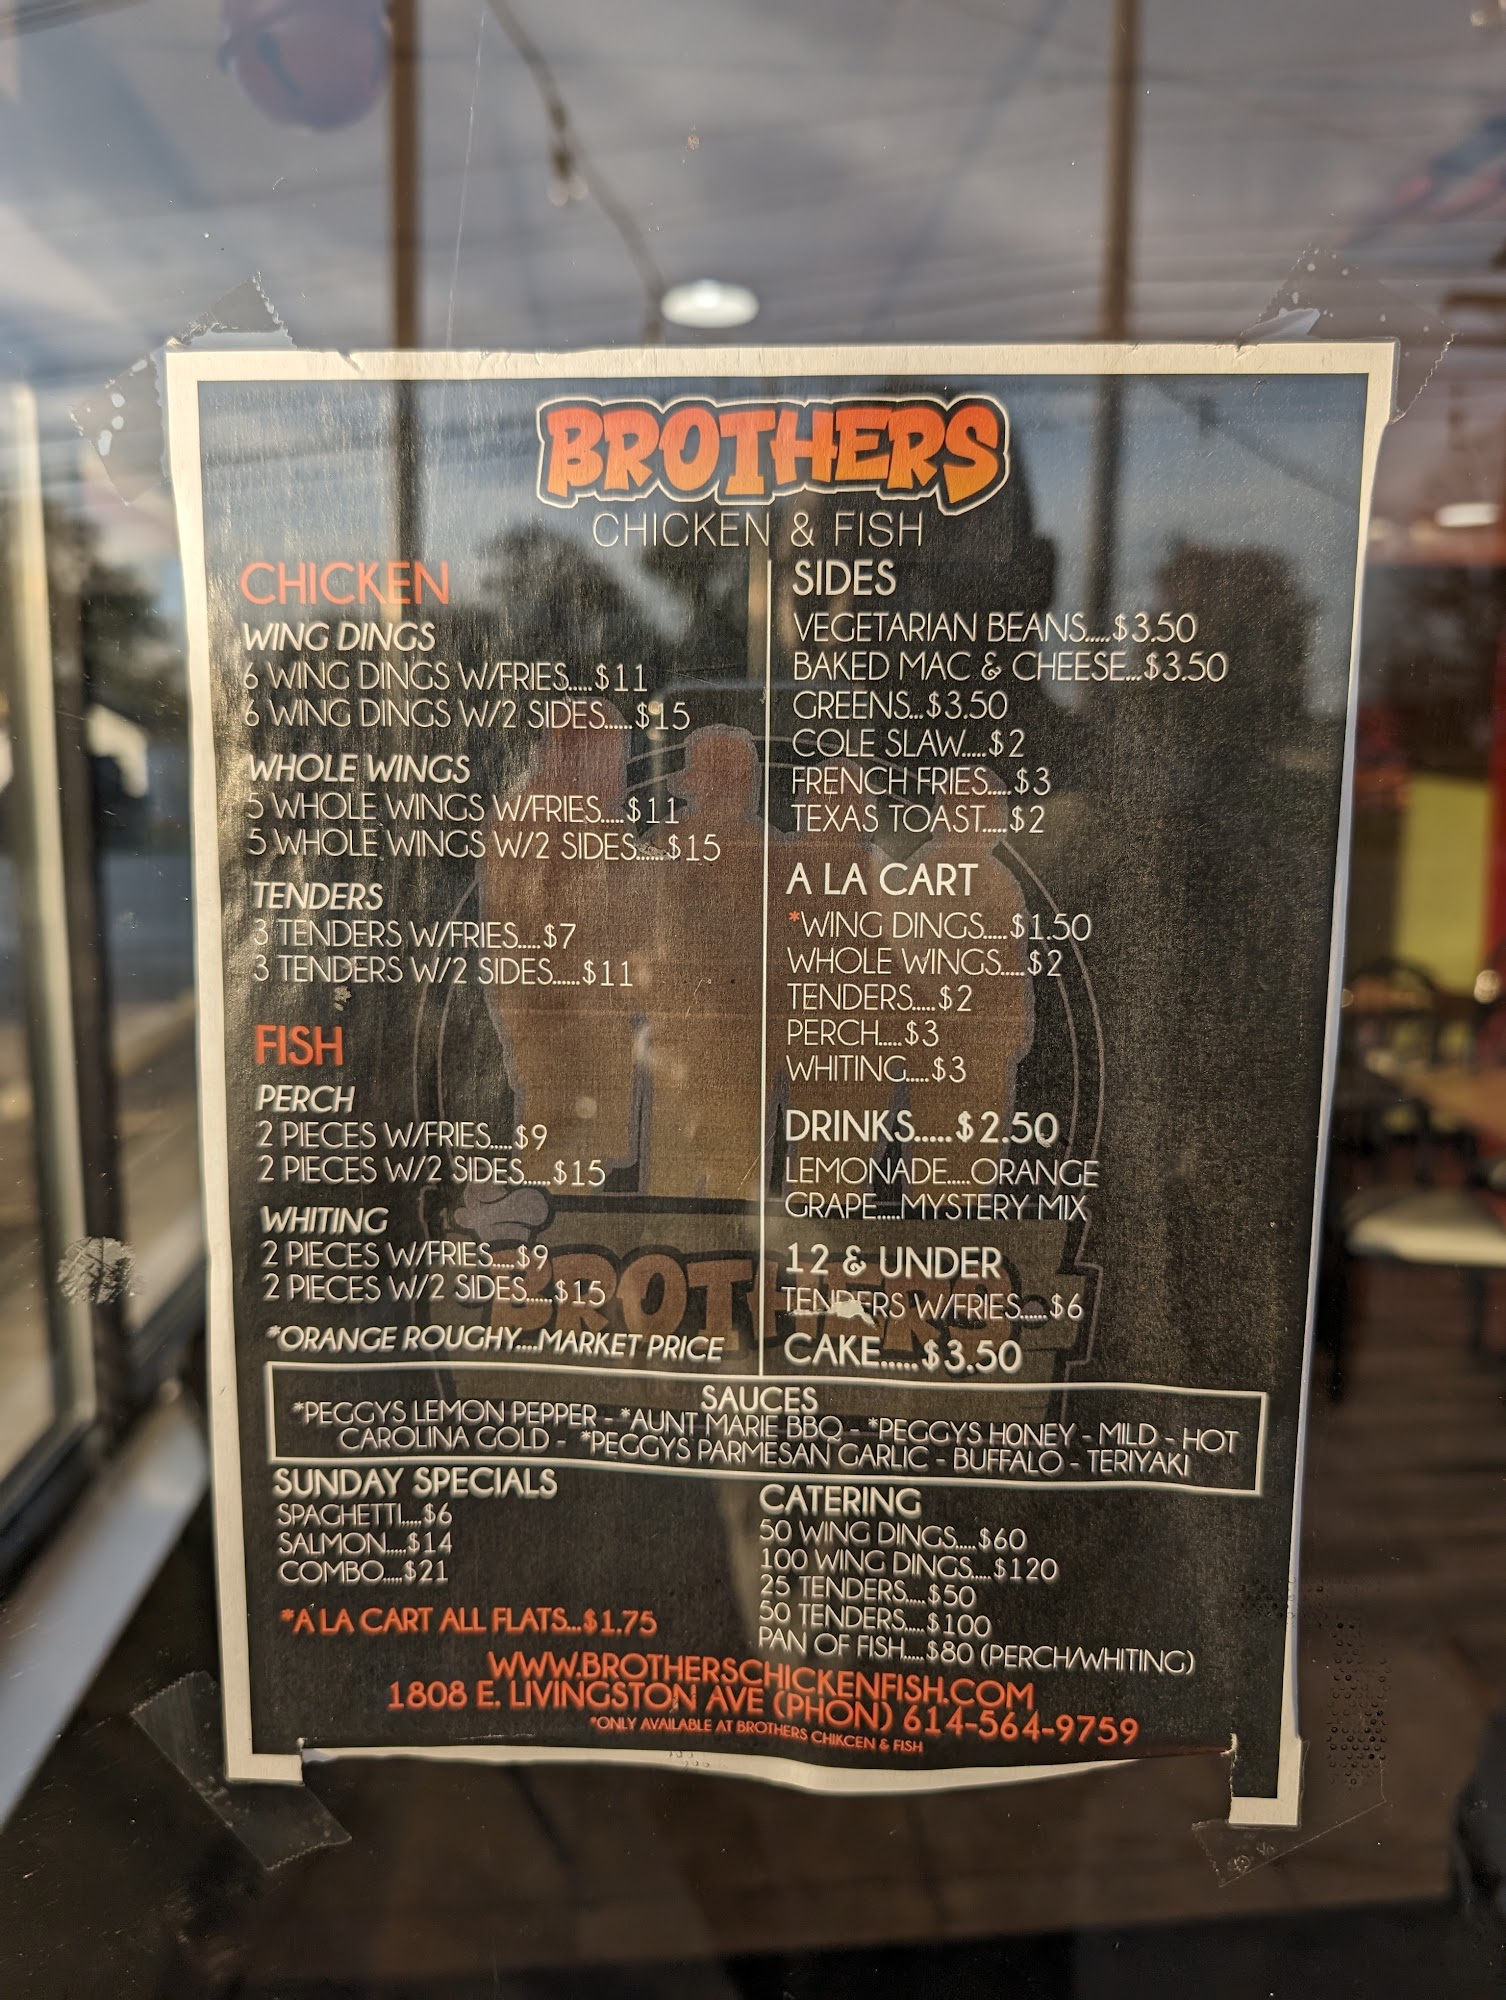 BROTHERS
CHICKEN & FISH
CHICKEN
WING DINGS
6 WING DINGS W/FRIES.....$11
6 WING DINGS W/2 SIDES......$15
WHOLE WINGS
5 WHOLE WINGS W/FRIES.....$11
5 WHOLE WINGS W/2 SIDES......$15
TENDERS
3 TENDERS W/FRIES.....$7
3 TENDERS W/2 SIDES......$11
FISH
PERCH
2 PIECES W/FRIES.....$9
2 PIECES W/2 SIDES......$15
WHITING
2 PIECES W/FRIES.....$9
2 PIECES W/2 SIDES......$15
*ORANGE ROUGHY....MARKET PRICE
SIDES
VEGETARIAN BEANS.....$3.50
BAKED MAC & CHEESE...$3.50
GREENS...$3.50
COLE SLAW.....$2
FRENCH FRIES.....$3
TEXAS TOAST.....$2
A LA CART
*WING DINGS.....$1.50
WHOLE WINGS.....$2
TENDERS.....$2
PERCH.....$3
WHITING.....$3
DRINKS.....$2.50
LEMONADE.....ORANGE
GRAPE.....MYSTERY MIX
12 & UNDER
TENDERS W/FRIES......$6
CAKE.....$3.50
BROTHERS
SAUCES
*PEGGYS LEMON PEPPER - *AUNT MARIE BBQ - *PEGGYS HONEY - MILD - HOT
CAROLINA GOLD - *PEGGYS PARMESAN GARLIC - BUFFALO - TERIYAKI
SUNDAY SPECIALS
SPAGHETTI.....$6
SALMON.....$14
COMBO.....$21
*A LA CART ALL FLATS...$1.75
CATERING
50 WING DINGS.....$60
100 WING DINGS.....$120
25 TENDERS.....$50
50 TENDERS.....$100
PAN OF FISH.....$80 (PERCH/WHITING)
WWW.BROTHERSCHICKENFISH.COM
1808 E. LIVINGSTON AVE (PHON) 614-564-9759
*ONLY AVAILABLE AT BROTHERS CHIKCEN & FISH